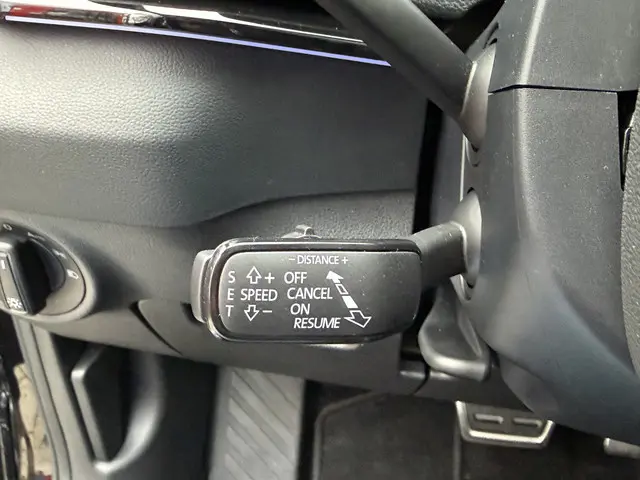 − DISTANCE +
S + OFF
E SPEED CANCEL
T − ON
RESUME